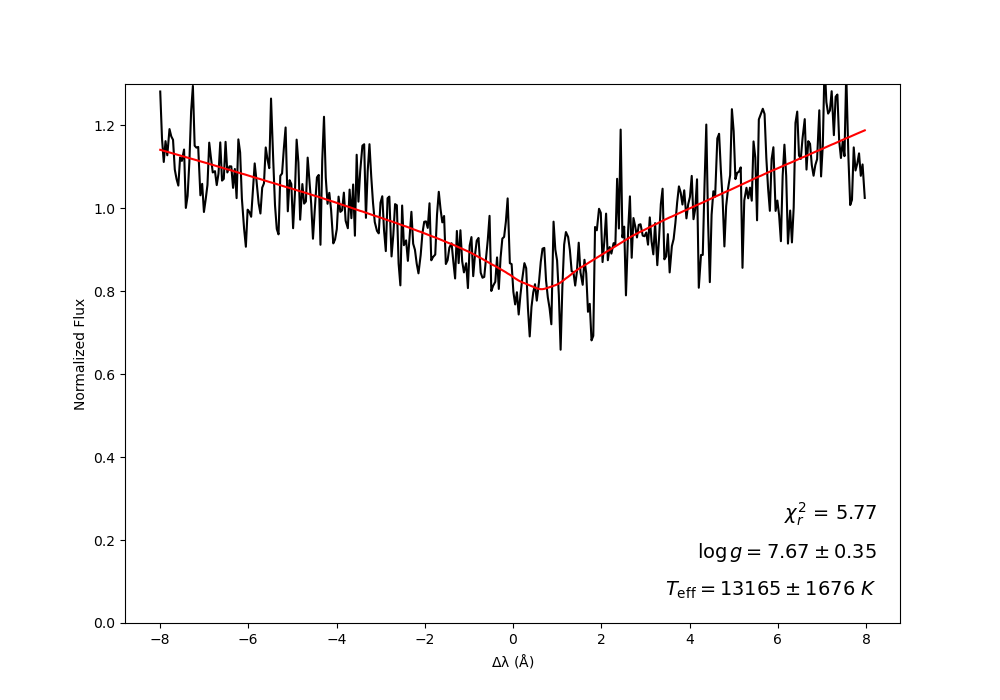 1.2
1.0
0.8
0.6
0.4
0.2
0.0
Normalized Flux
χ²ᵣ = 5.77
log g = 7.67 ± 0.35
T_eff = 13165 ± 1676 K
−8 −6 −4 −2 0 2 4 6 8
Δλ (Å)